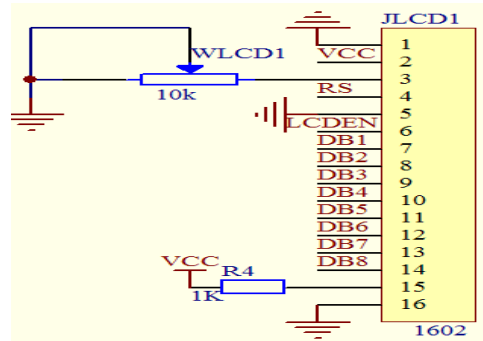 JLCD1
WLCD1
10k
1
VCC 2
3
RS 4
5
LCDEN 6
DB1 7
DB2 8
DB3 9
DB4 10
DB5 11
DB6 12
DB7 13
DB8 14
VCC
R4
1K
15
16
1602